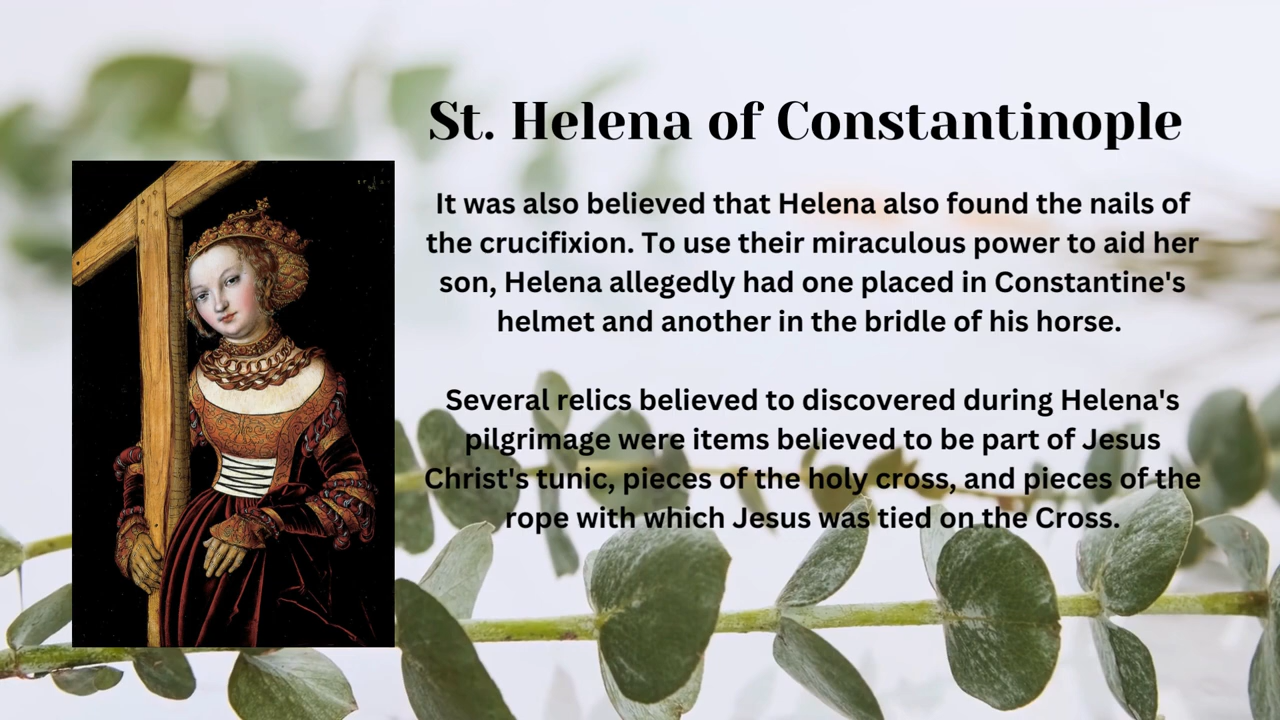 St. Helena of Constantinople
It was also believed that Helena also found the nails of
the crucifixion. To use their miraculous power to aid her
son, Helena allegedly had one placed in Constantine's
helmet and another in the bridle of his horse.
Several relics believed to discovered during Helena's
pilgrimage were items believed to be part of Jesus
Christ's tunic, pieces of the holy cross, and pieces of the
rope with which Jesus was tied on the Cross.